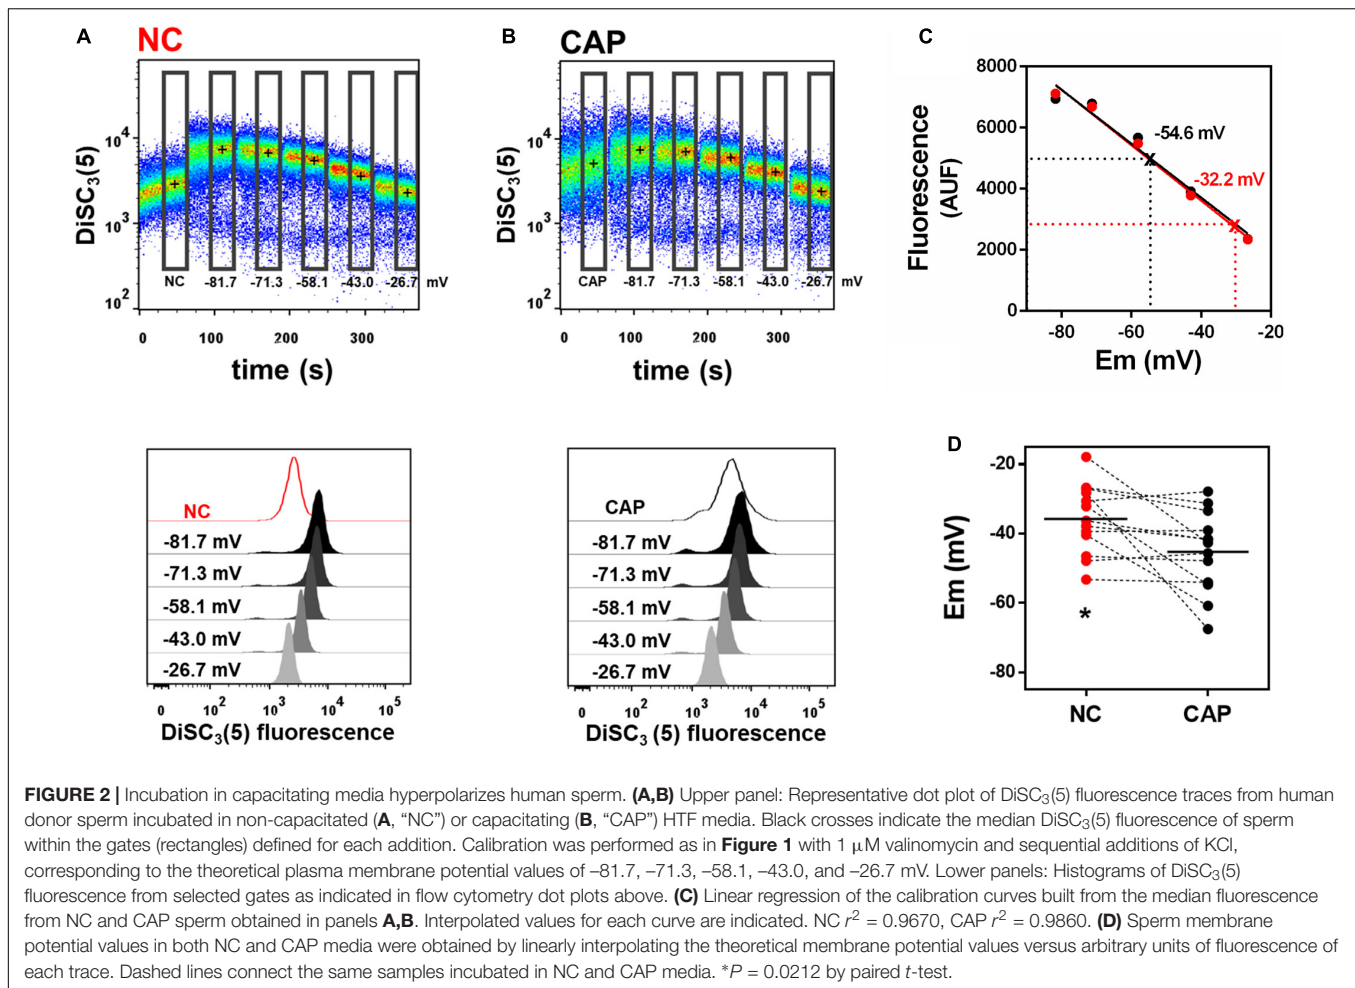 A
NC
DiSC3(5)
10^4
10^3
10^2
NC -81.7 -71.3 -58.1 -43.0 -26.7 mV
0 100 200 300
time (s)
B
CAP
DiSC3(5)
10^4
10^3
10^2
CAP -81.7 -71.3 -58.1 -43.0 -26.7 mV
0 100 200 300
time (s)
C
Fluorescence
(AUF)
8000
6000
4000
2000
0
-54.6 mV
-32.2 mV
-80 -60 -40 -20
Em (mV)
NC
-81.7 mV
-71.3 mV
-58.1 mV
-43.0 mV
-26.7 mV
0 10^2 10^3 10^4 10^5
DiSC3(5) fluorescence
CAP
-81.7 mV
-71.3 mV
-58.1 mV
-43.0 mV
-26.7 mV
0 10^2 10^3 10^4 10^5
DiSC3 (5) fluorescence
D
Em (mV)
-20
-40
-60
-80
*
NC CAP
FIGURE 2 | Incubation in capacitating media hyperpolarizes human sperm. (A,B) Upper panel: Representative dot plot of DiSC3(5) fluorescence traces from human
donor sperm incubated in non-capacitated (A, “NC”) or capacitating (B, “CAP”) HTF media. Black crosses indicate the median DiSC3(5) fluorescence of sperm
within the gates (rectangles) defined for each addition. Calibration was performed as in Figure 1 with 1 μM valinomycin and sequential additions of KCl,
corresponding to the theoretical plasma membrane potential values of –81.7, –71.3, –58.1, –43.0, and –26.7 mV. Lower panels: Histograms of DiSC3(5)
fluorescence from selected gates as indicated in flow cytometry dot plots above. (C) Linear regression of the calibration curves built from the median fluorescence
from NC and CAP sperm obtained in panels A,B. Interpolated values for each curve are indicated. NC r² = 0.9670, CAP r² = 0.9860. (D) Sperm membrane
potential values in both NC and CAP media were obtained by linearly interpolating the theoretical membrane potential values versus arbitrary units of fluorescence of
each trace. Dashed lines connect the same samples incubated in NC and CAP media. *P = 0.0212 by paired t-test.